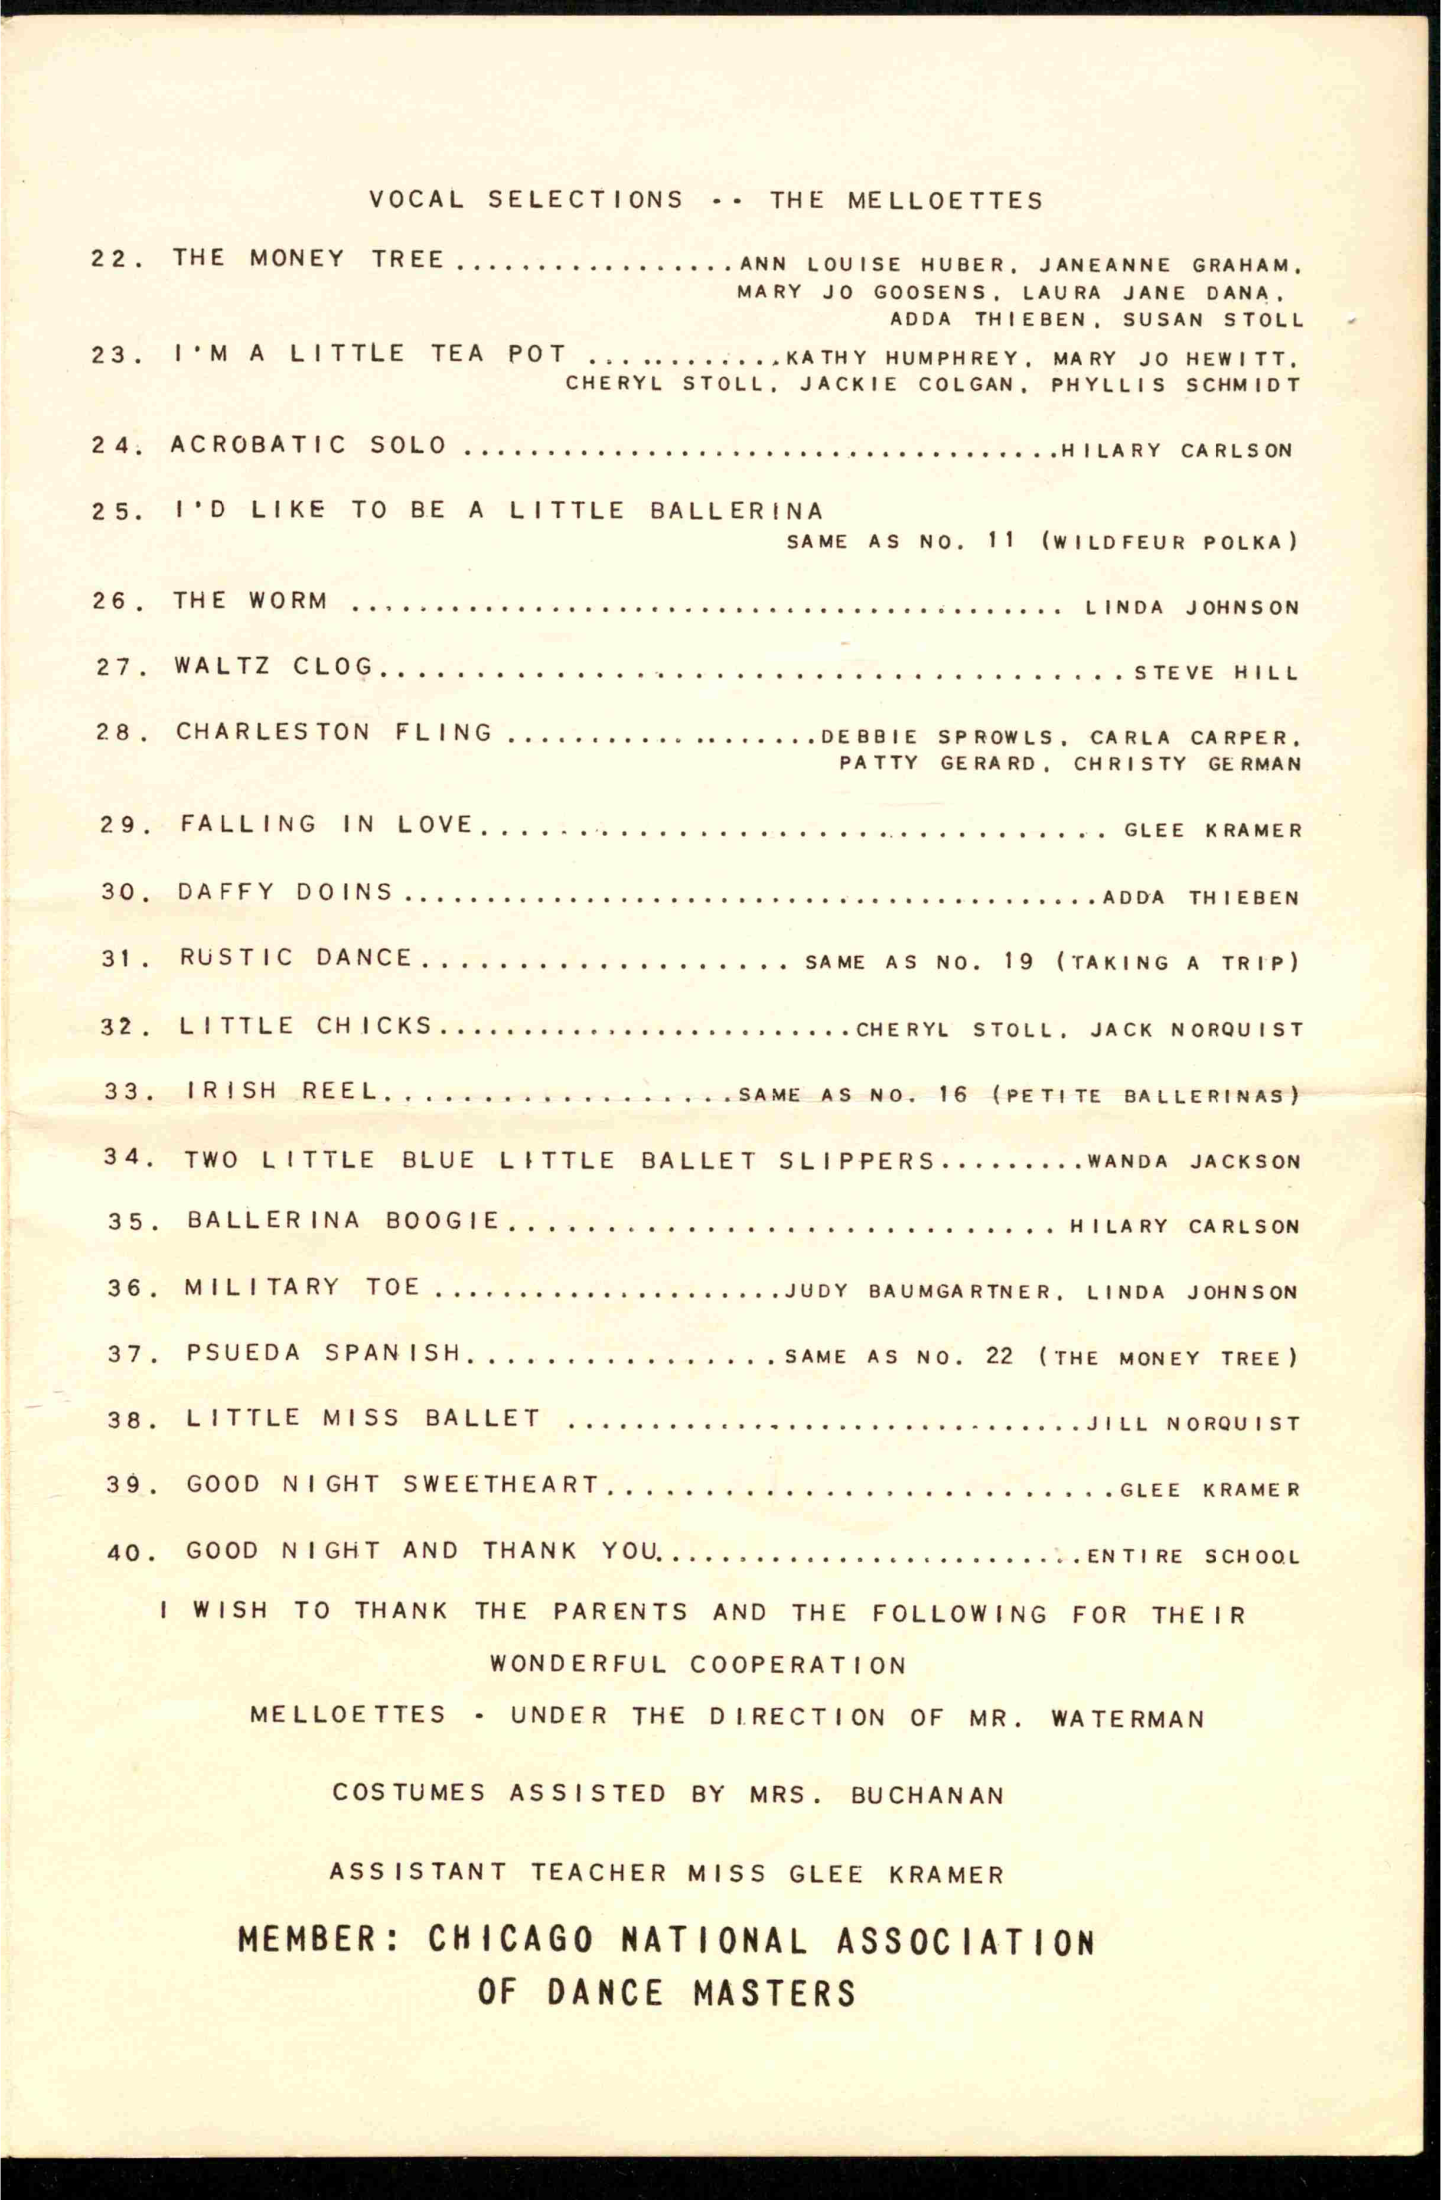 VOCAL SELECTIONS -- THE MELLOETTES
22. THE MONEY TREE.................ANN LOUISE HUBER, JANEANNE GRAHAM,
MARY JO GOOSENS, LAURA JANE DANA,
ADDA THIEBEN, SUSAN STOLL
23. I'M A LITTLE TEA POT ............KATHY HUMPHREY, MARY JO HEWITT,
CHERYL STOLL, JACKIE COLGAN, PHYLLIS SCHMIDT
24. ACROBATIC SOLO ....................................HILARY CARLSON
25. I'D LIKE TO BE A LITTLE BALLERINA
SAME AS NO. 11 (WILDFEUR POLKA)
26. THE WORM ........................................... LINDA JOHNSON
27. WALTZ CLOG.......................................STEVE HILL
28. CHARLESTON FLING ...................DEBBIE SPROWLS, CARLA CARPER,
PATTY GERARD, CHRISTY GERMAN
29. FALLING IN LOVE................................. GLEE KRAMER
30. DAFFY DOINS..........................................ADDA THIEBEN
31. RUSTIC DANCE................... SAME AS NO. 19 (TAKING A TRIP)
32. LITTLE CHICKS.........................CHERYL STOLL, JACK NORQUIST
33. IRISH REEL...................SAME AS NO. 16 (PETITE BALLERINAS)
34. TWO LITTLE BLUE LITTLE BALLET SLIPPERS.........WANDA JACKSON
35. BALLERINA BOOGIE............................ HILARY CARLSON
36. MILITARY TOE .....................JUDY BAUMGARTNER, LINDA JOHNSON
37. PSUEDA SPANISH.................SAME AS NO. 22 (THE MONEY TREE)
38. LITTLE MISS BALLET ...............................JILL NORQUIST
39. GOOD NIGHT SWEETHEART...........................GLEE KRAMER
40. GOOD NIGHT AND THANK YOU..........................ENTIRE SCHOOL
I WISH TO THANK THE PARENTS AND THE FOLLOWING FOR THEIR
WONDERFUL COOPERATION
MELLOETTES - UNDER THE DIRECTION OF MR. WATERMAN
COSTUMES ASSISTED BY MRS. BUCHANAN
ASSISTANT TEACHER MISS GLEE KRAMER
MEMBER: CHICAGO NATIONAL ASSOCIATION
OF DANCE MASTERS